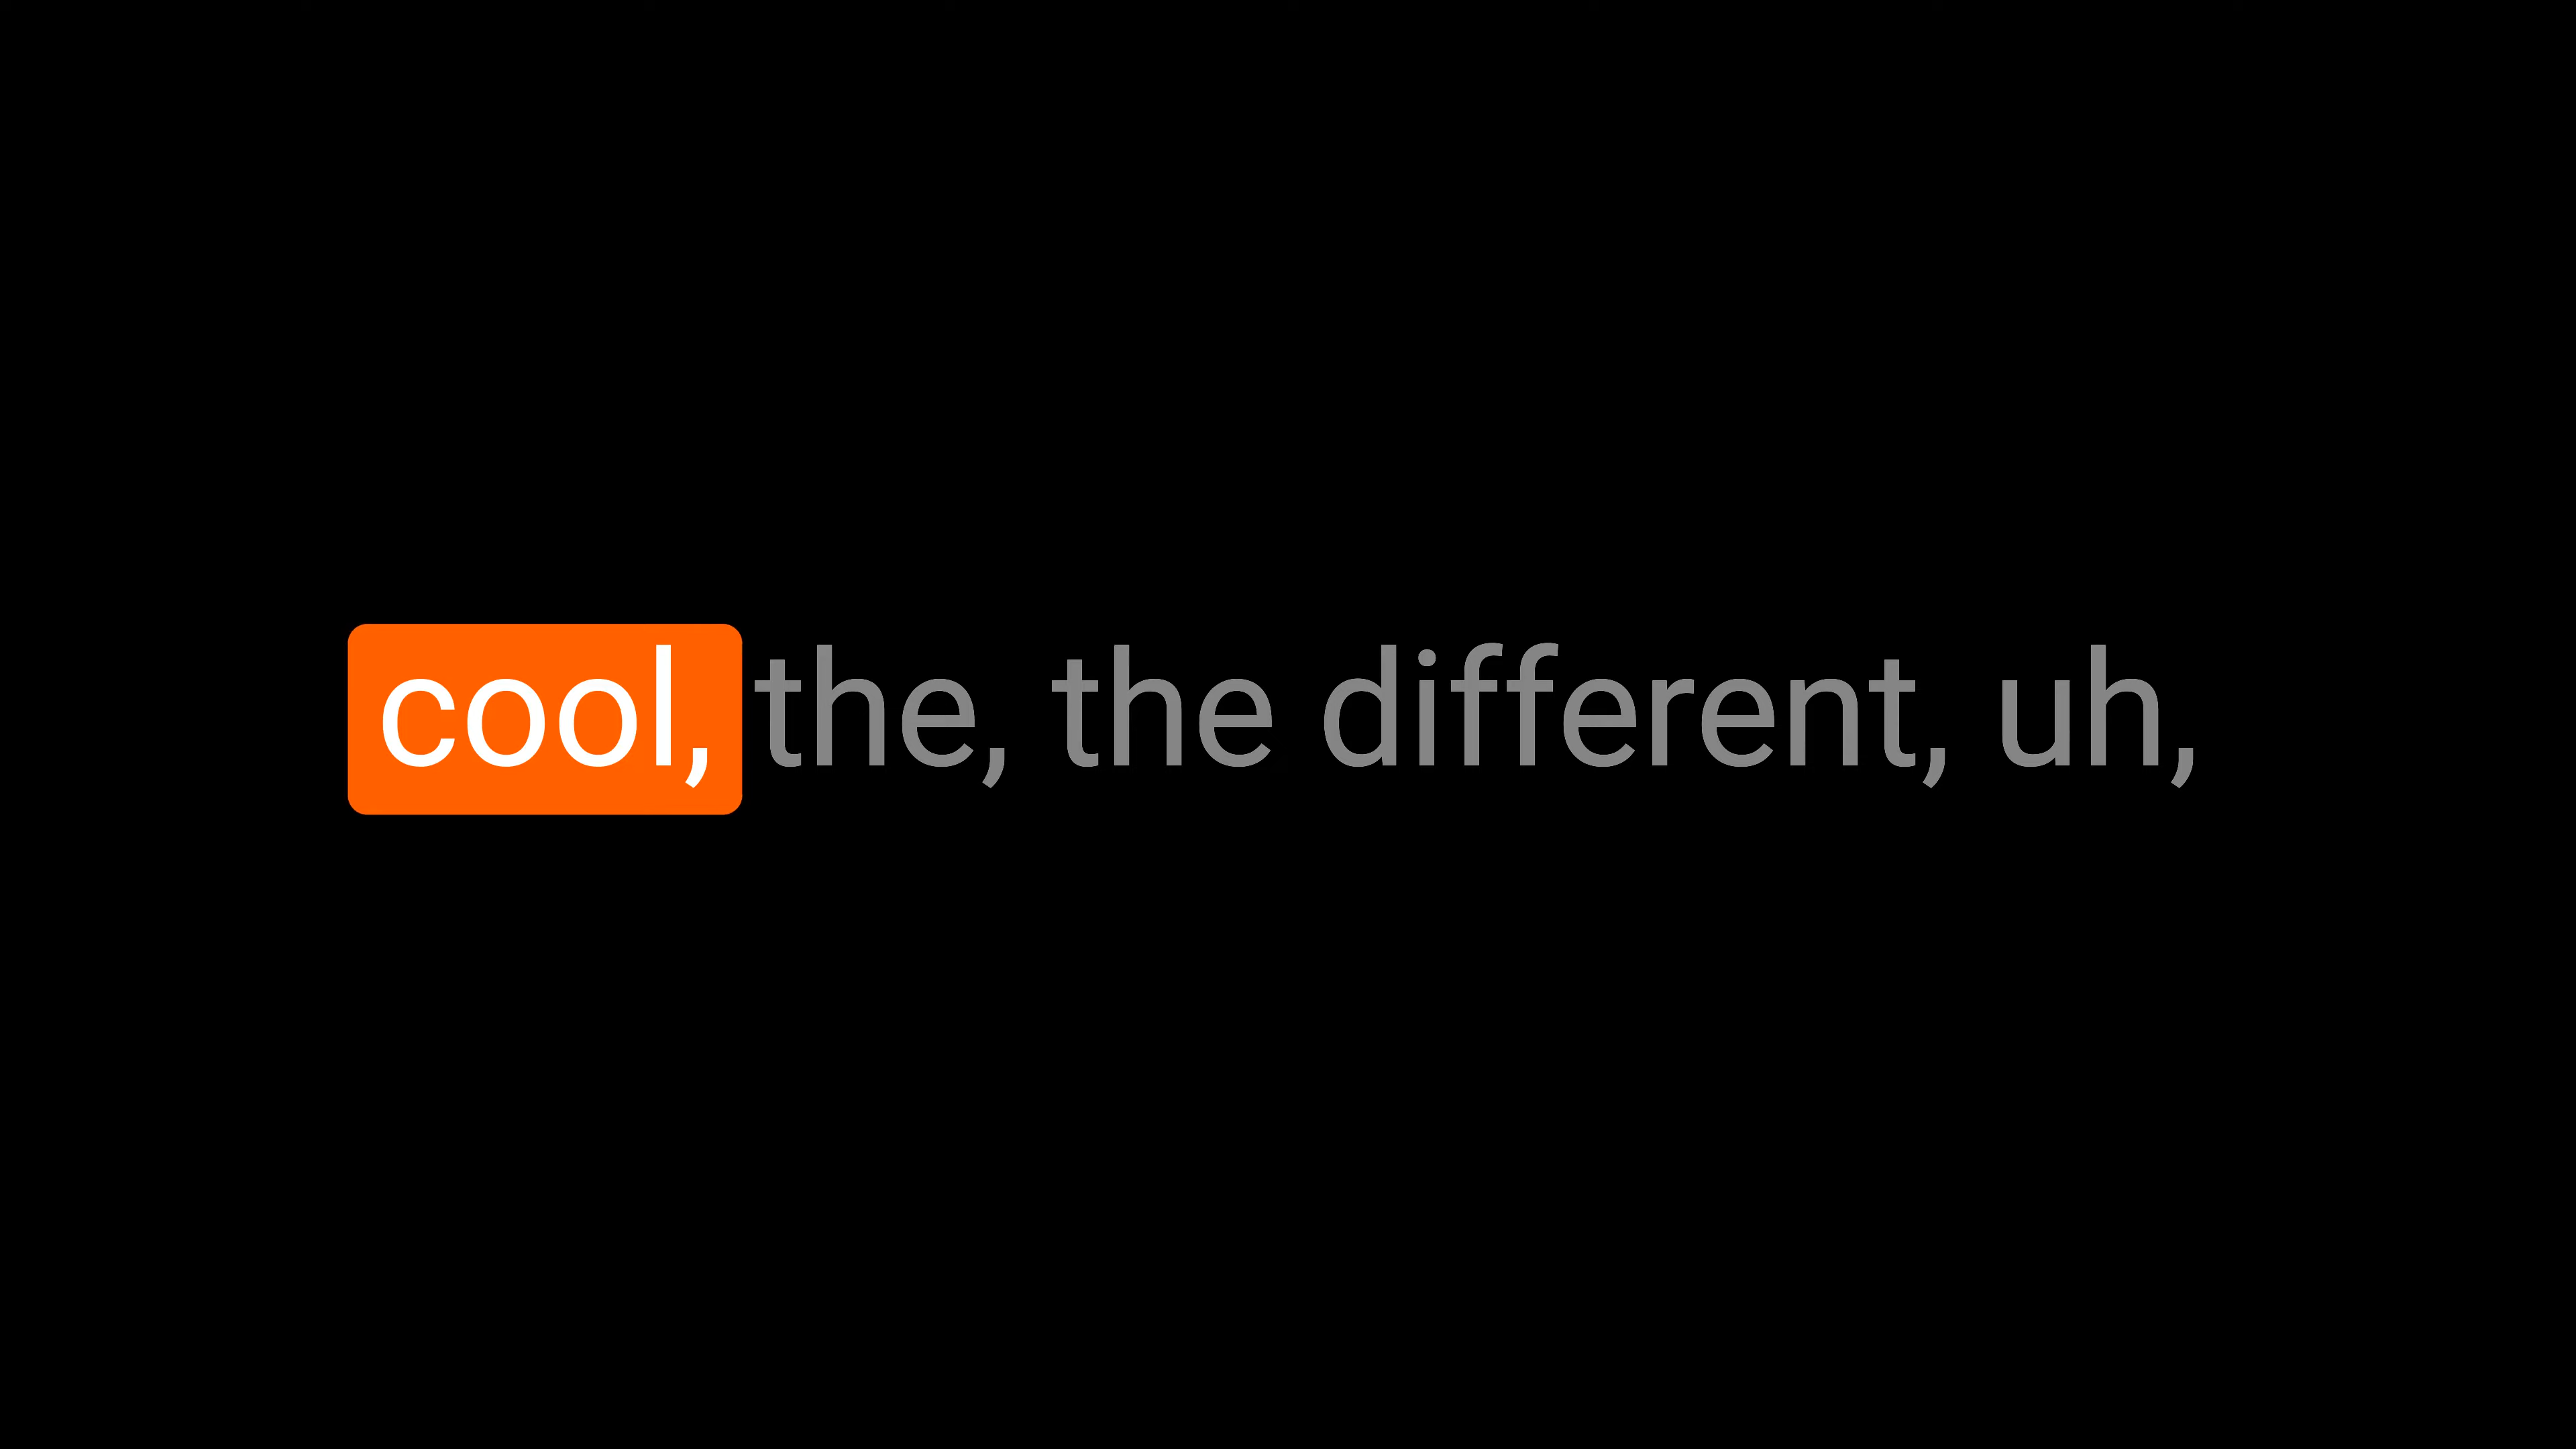 cool, the, the different, uh,